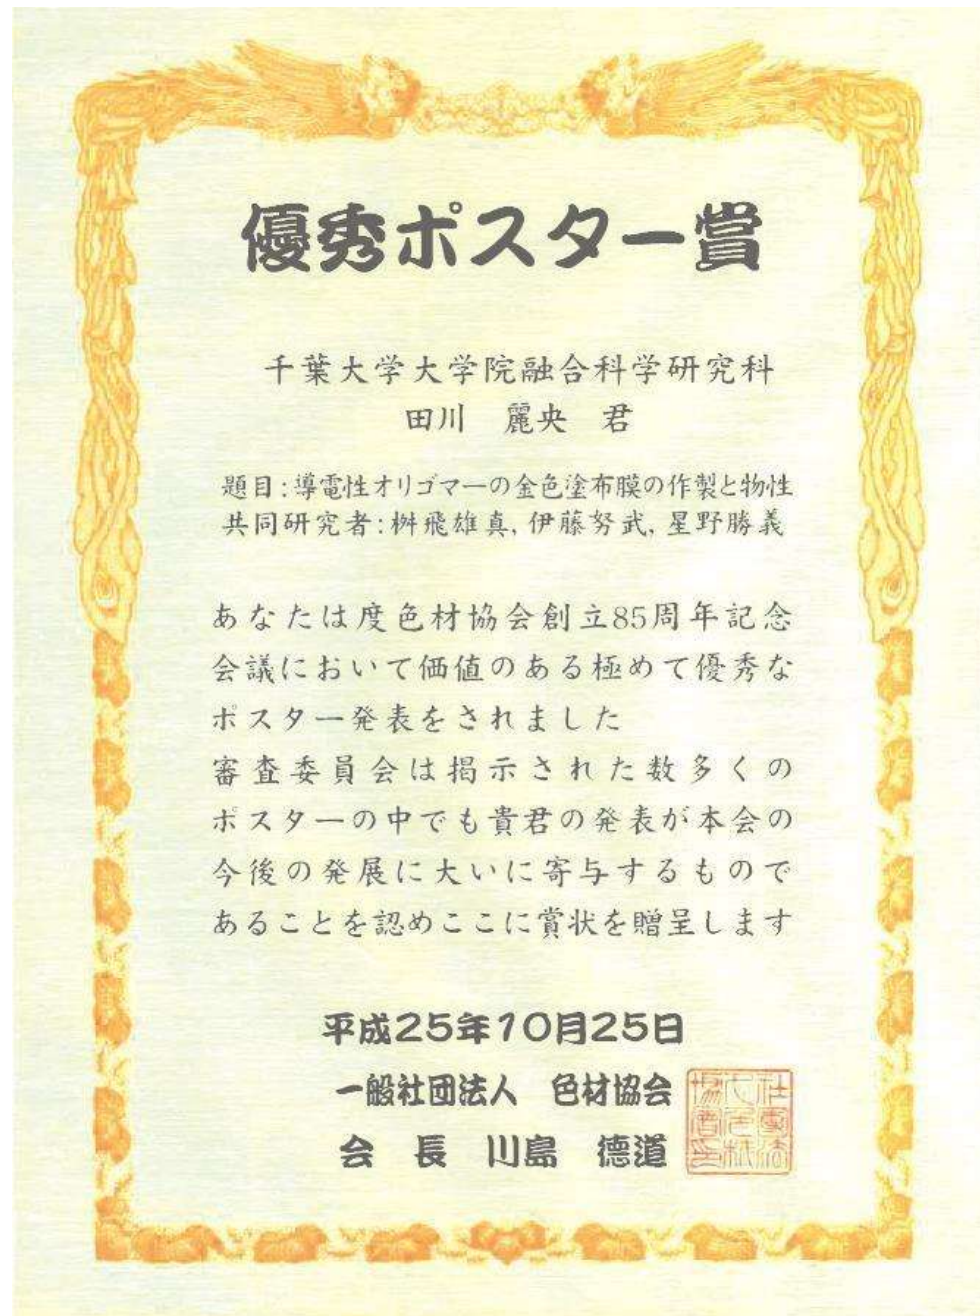 優秀ポスター賞
千葉大学大学院融合科学研究科
田川 麗央 君
題目:導電性オリゴマーの金色塗布膜の作製と物性
共同研究者:桝飛雄真,伊藤努武,星野勝義
あなたは度色材協会創立85周年記念
会議において価値のある極めて優秀な
ポスター発表をされました
審査委員会は掲示された数多くの
ポスターの中でも貴君の発表が本会の
今後の発展に大いに寄与するもので
あることを認めここに賞状を贈呈します
平成25年10月25日
一般社団法人 色材協会
会 長 川島 德道